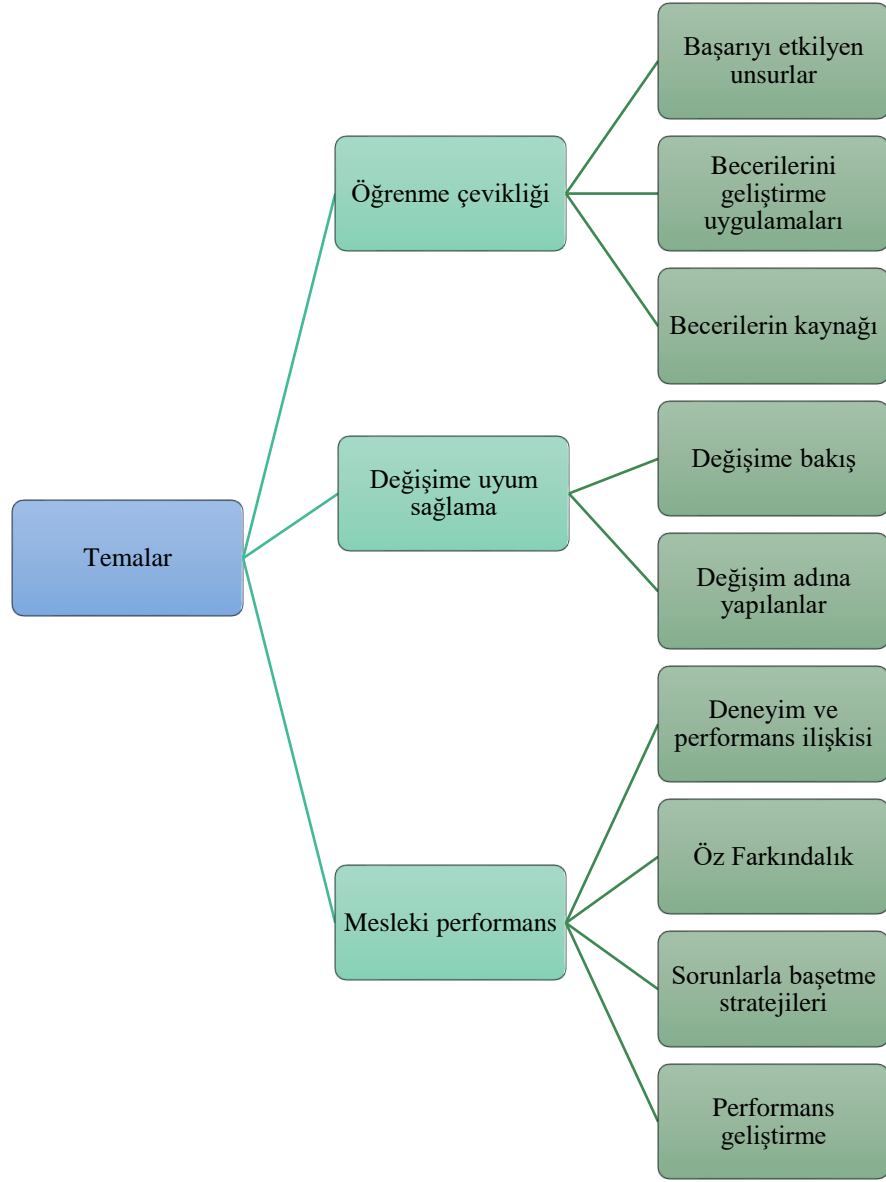 Temalar
Öğrenme çevikliği
Başarıyı etkilyen
unsurlar
Becerilerini
geliştirme
uygulamaları
Becerilerin kaynağı
Değişime uyum
sağlama
Değişime bakış
Değişim adına
yapılanlar
Mesleki performans
Deneyim ve
performans ilişkisi
Öz Farkındalık
Sorunlarla başetme
stratejileri
Performans
geliştirme